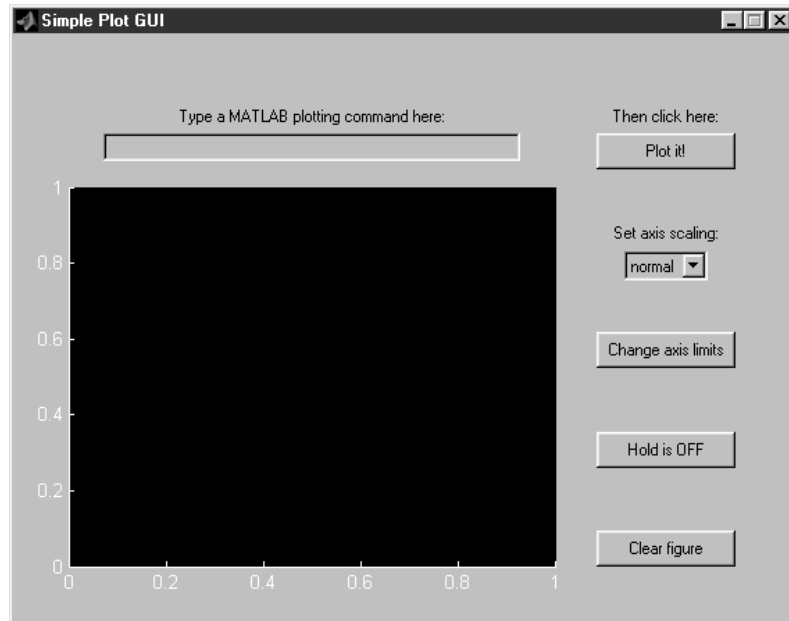 Simple Plot GUI
Type a MATLAB plotting command here:
Then click here:
Plot it!
1
0.8
0.6
0.4
0.2
0
0 0.2 0.4 0.6 0.8 1
Set axis scaling:
normal
Change axis limits
Hold is OFF
Clear figure